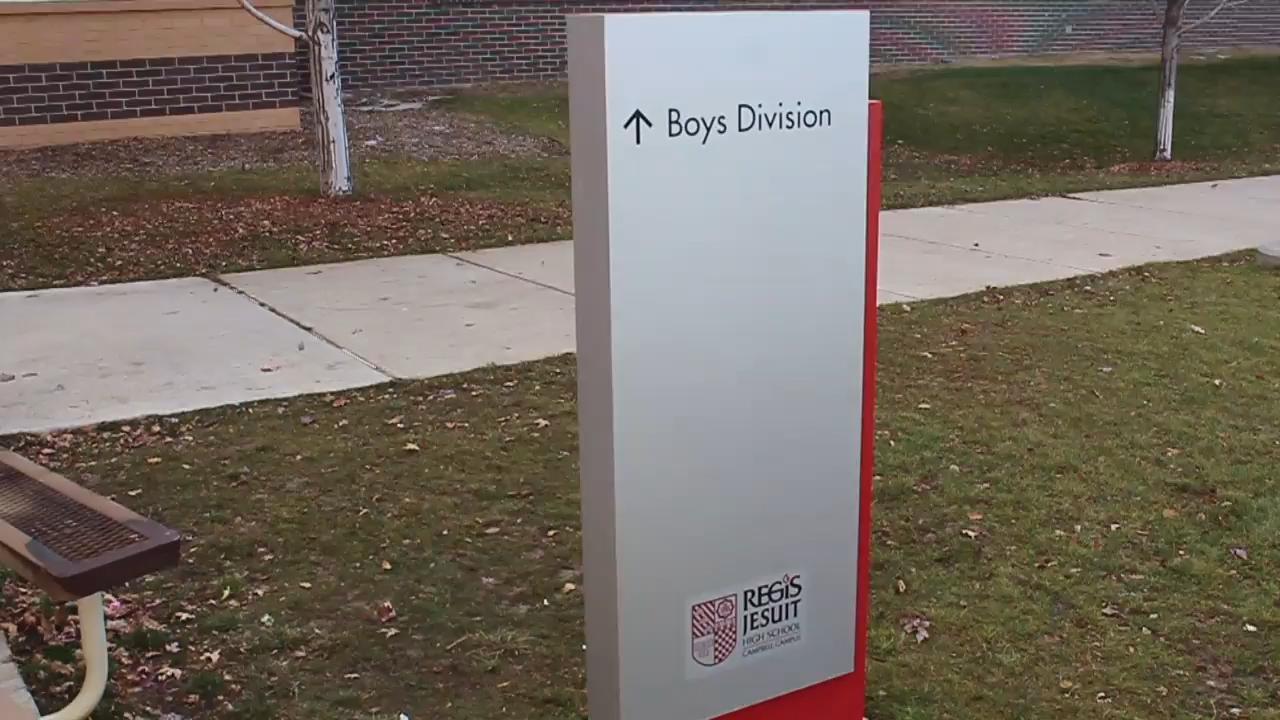 ↑ Boys Division
REGiS
JESUIT
HIGH SCHOOL
CAMPBELL CAMPUS